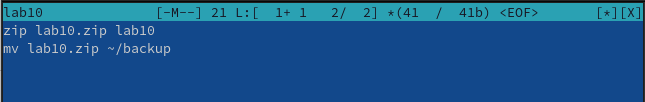 lab10 [-M--] 21 L:[ 1+ 1 2/ 2] *(41 / 41b) <EOF> [*][X]
zip lab10.zip lab10
mv lab10.zip ~/backup